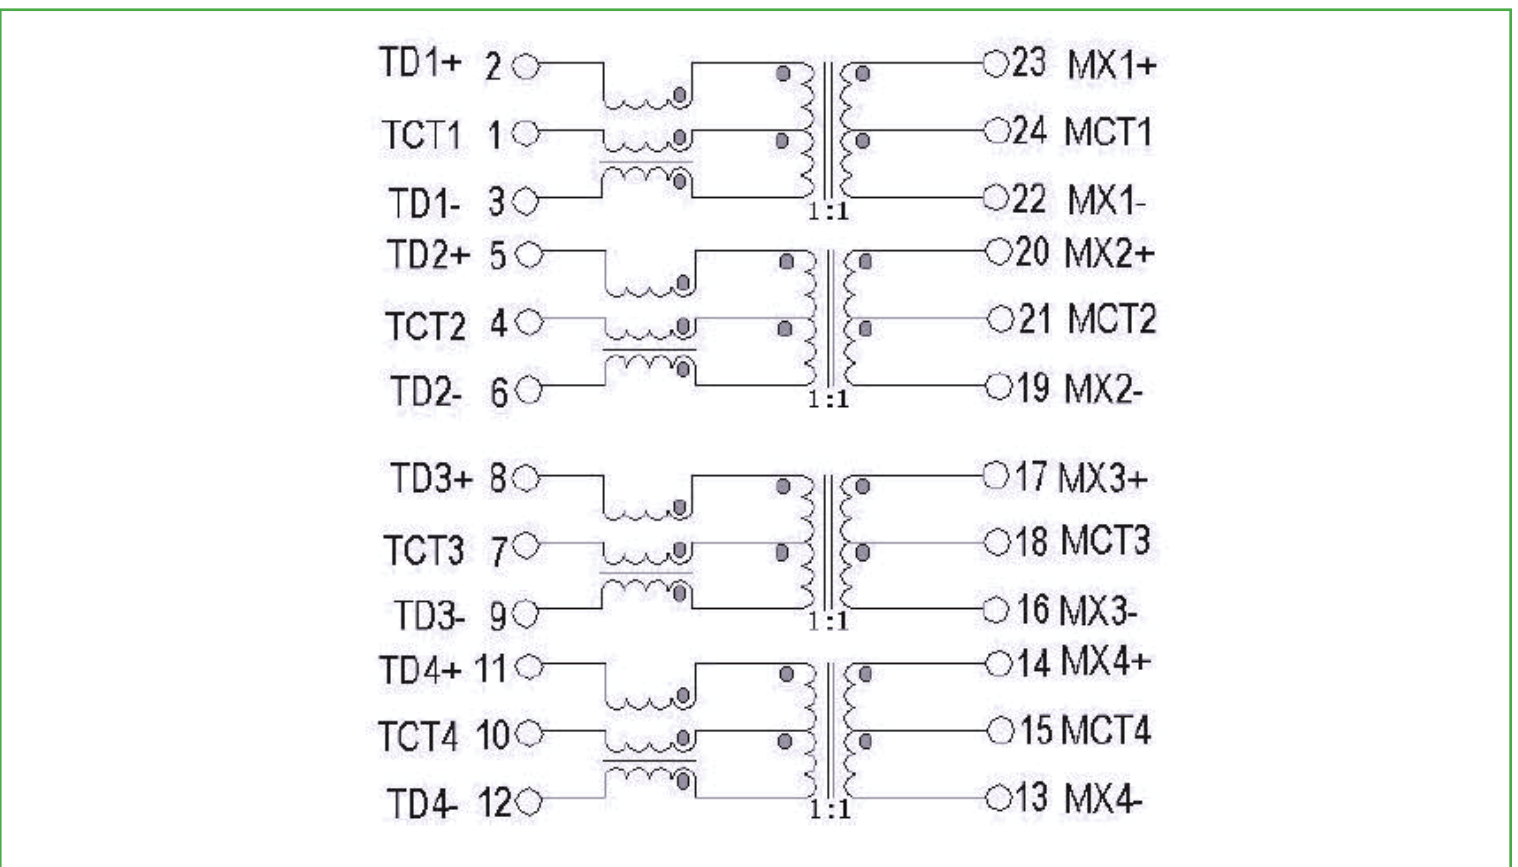 TD1+ 2 23 MX1+
TCT1 1 24 MCT1
TD1- 3 22 MX1-
1:1
TD2+ 5 20 MX2+
TCT2 4 21 MCT2
TD2- 6 19 MX2-
1:1
TD3+ 8 17 MX3+
TCT3 7 18 MCT3
TD3- 9 16 MX3-
1:1
TD4+ 11 14 MX4+
TCT4 10 15 MCT4
TD4- 12 13 MX4-
1:1